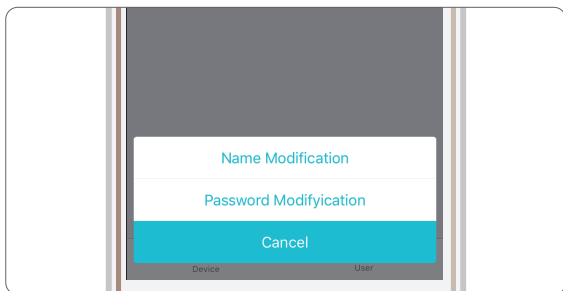 Name Modification
Password Modifyication
Cancel
Device User